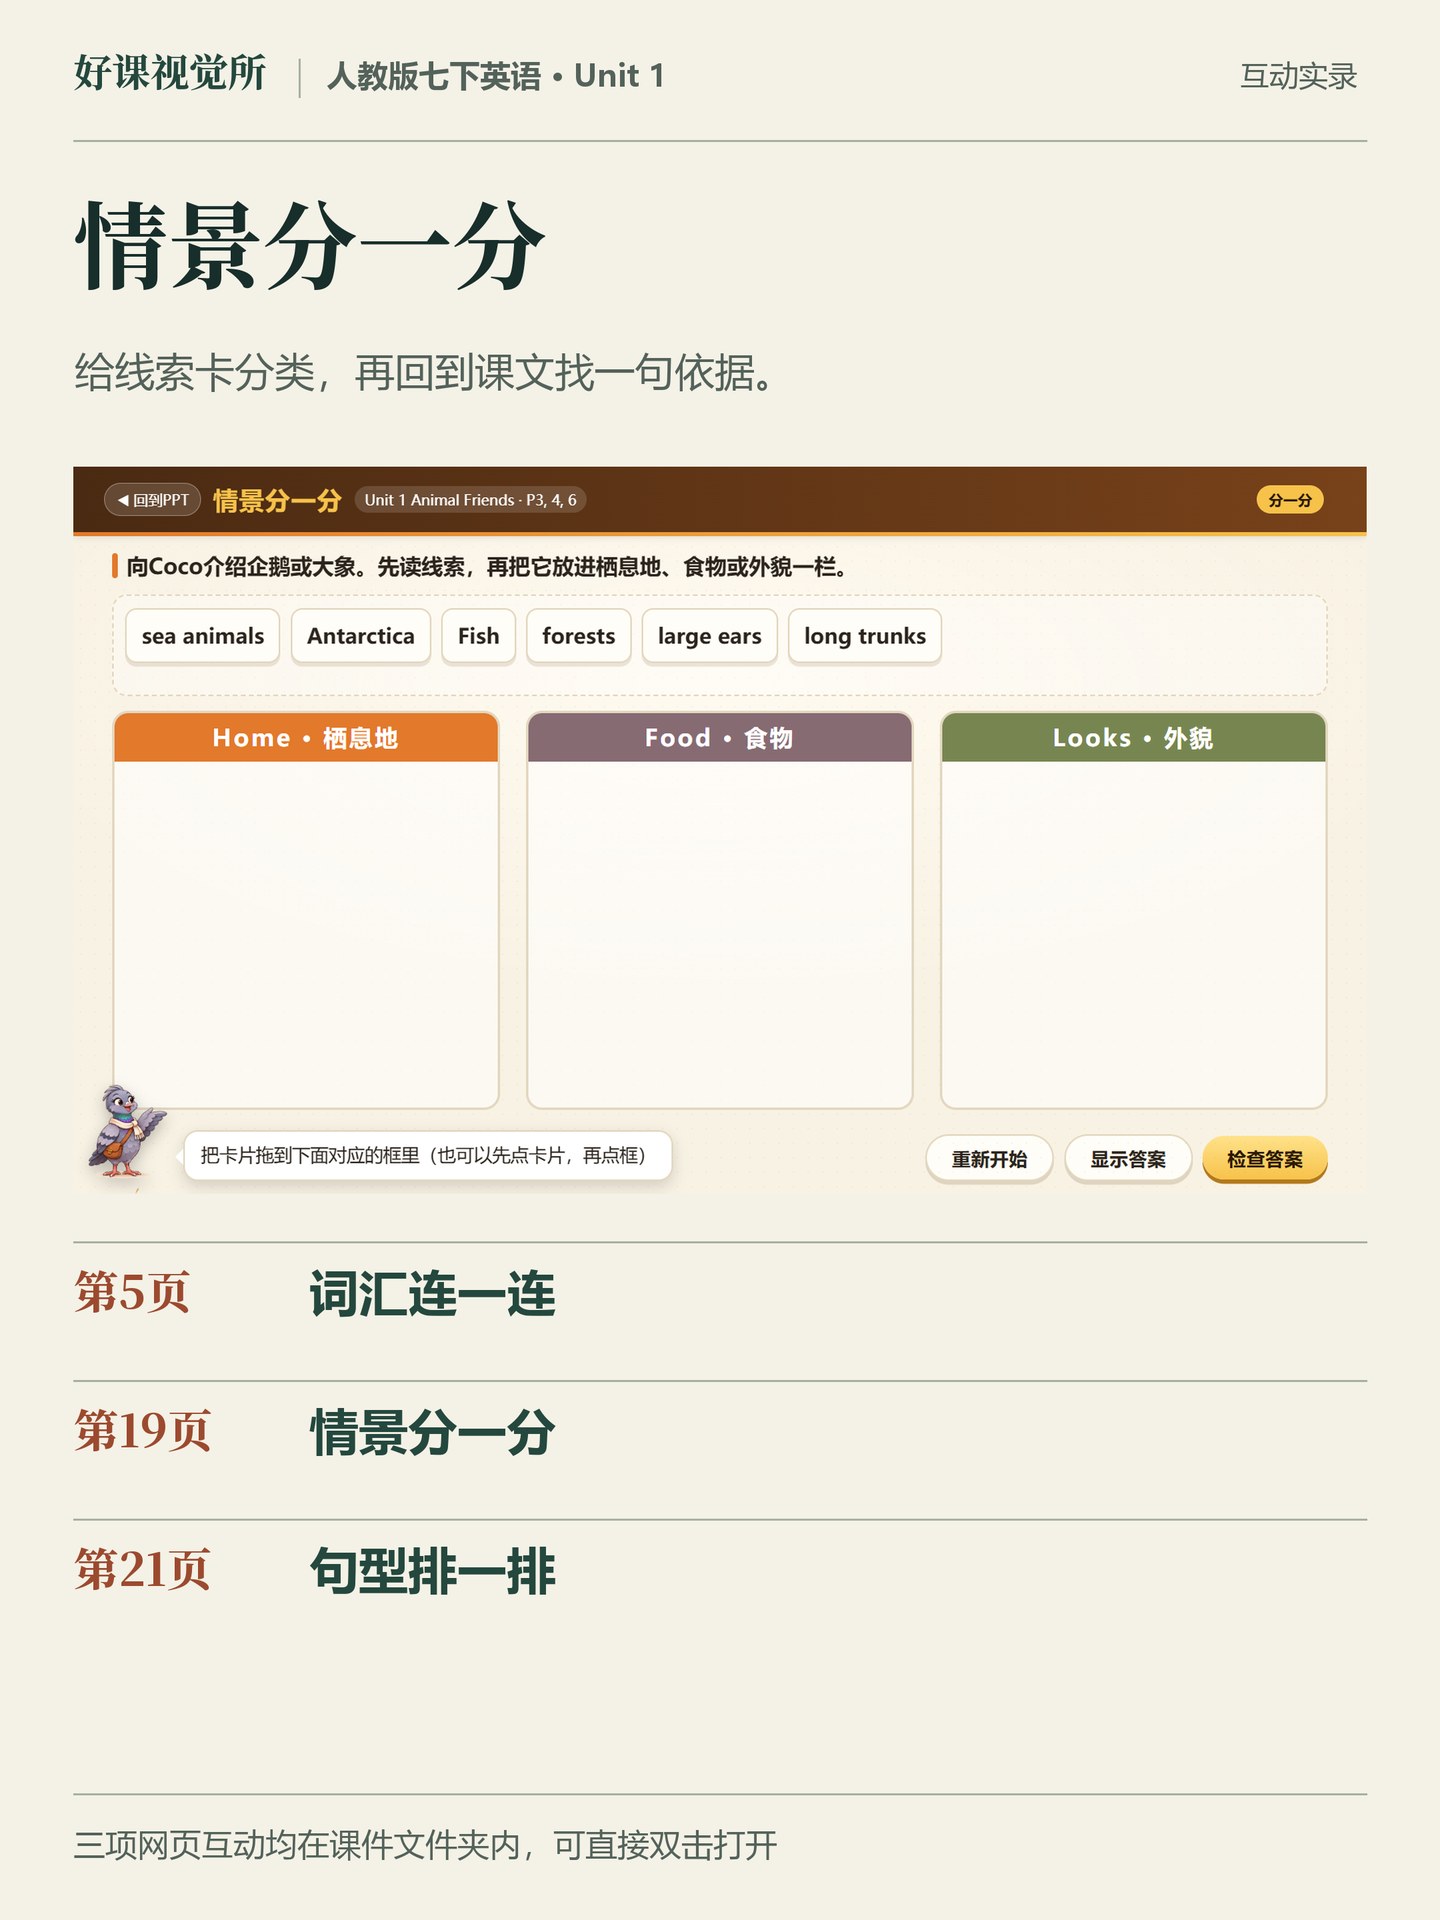 好课视觉所 人教版七下英语 • Unit 1 互动实录
情景分一分
给线索卡分类，再回到课文找一句依据。
◀ 回到PPT 情景分一分 Unit 1 Animal Friends · P3, 4, 6 分一分
向Coco介绍企鹅或大象。先读线索，再把它放进栖息地、食物或外貌一栏。
sea animals Antarctica Fish forests large ears long trunks
Home • 栖息地 Food • 食物 Looks • 外貌
把卡片拖到下面对应的框里（也可以先点卡片，再点框） 重新开始 显示答案 检查答案
第5页 词汇连一连
第19页 情景分一分
第21页 句型排一排
三项网页互动均在课件文件夹内，可直接双击打开